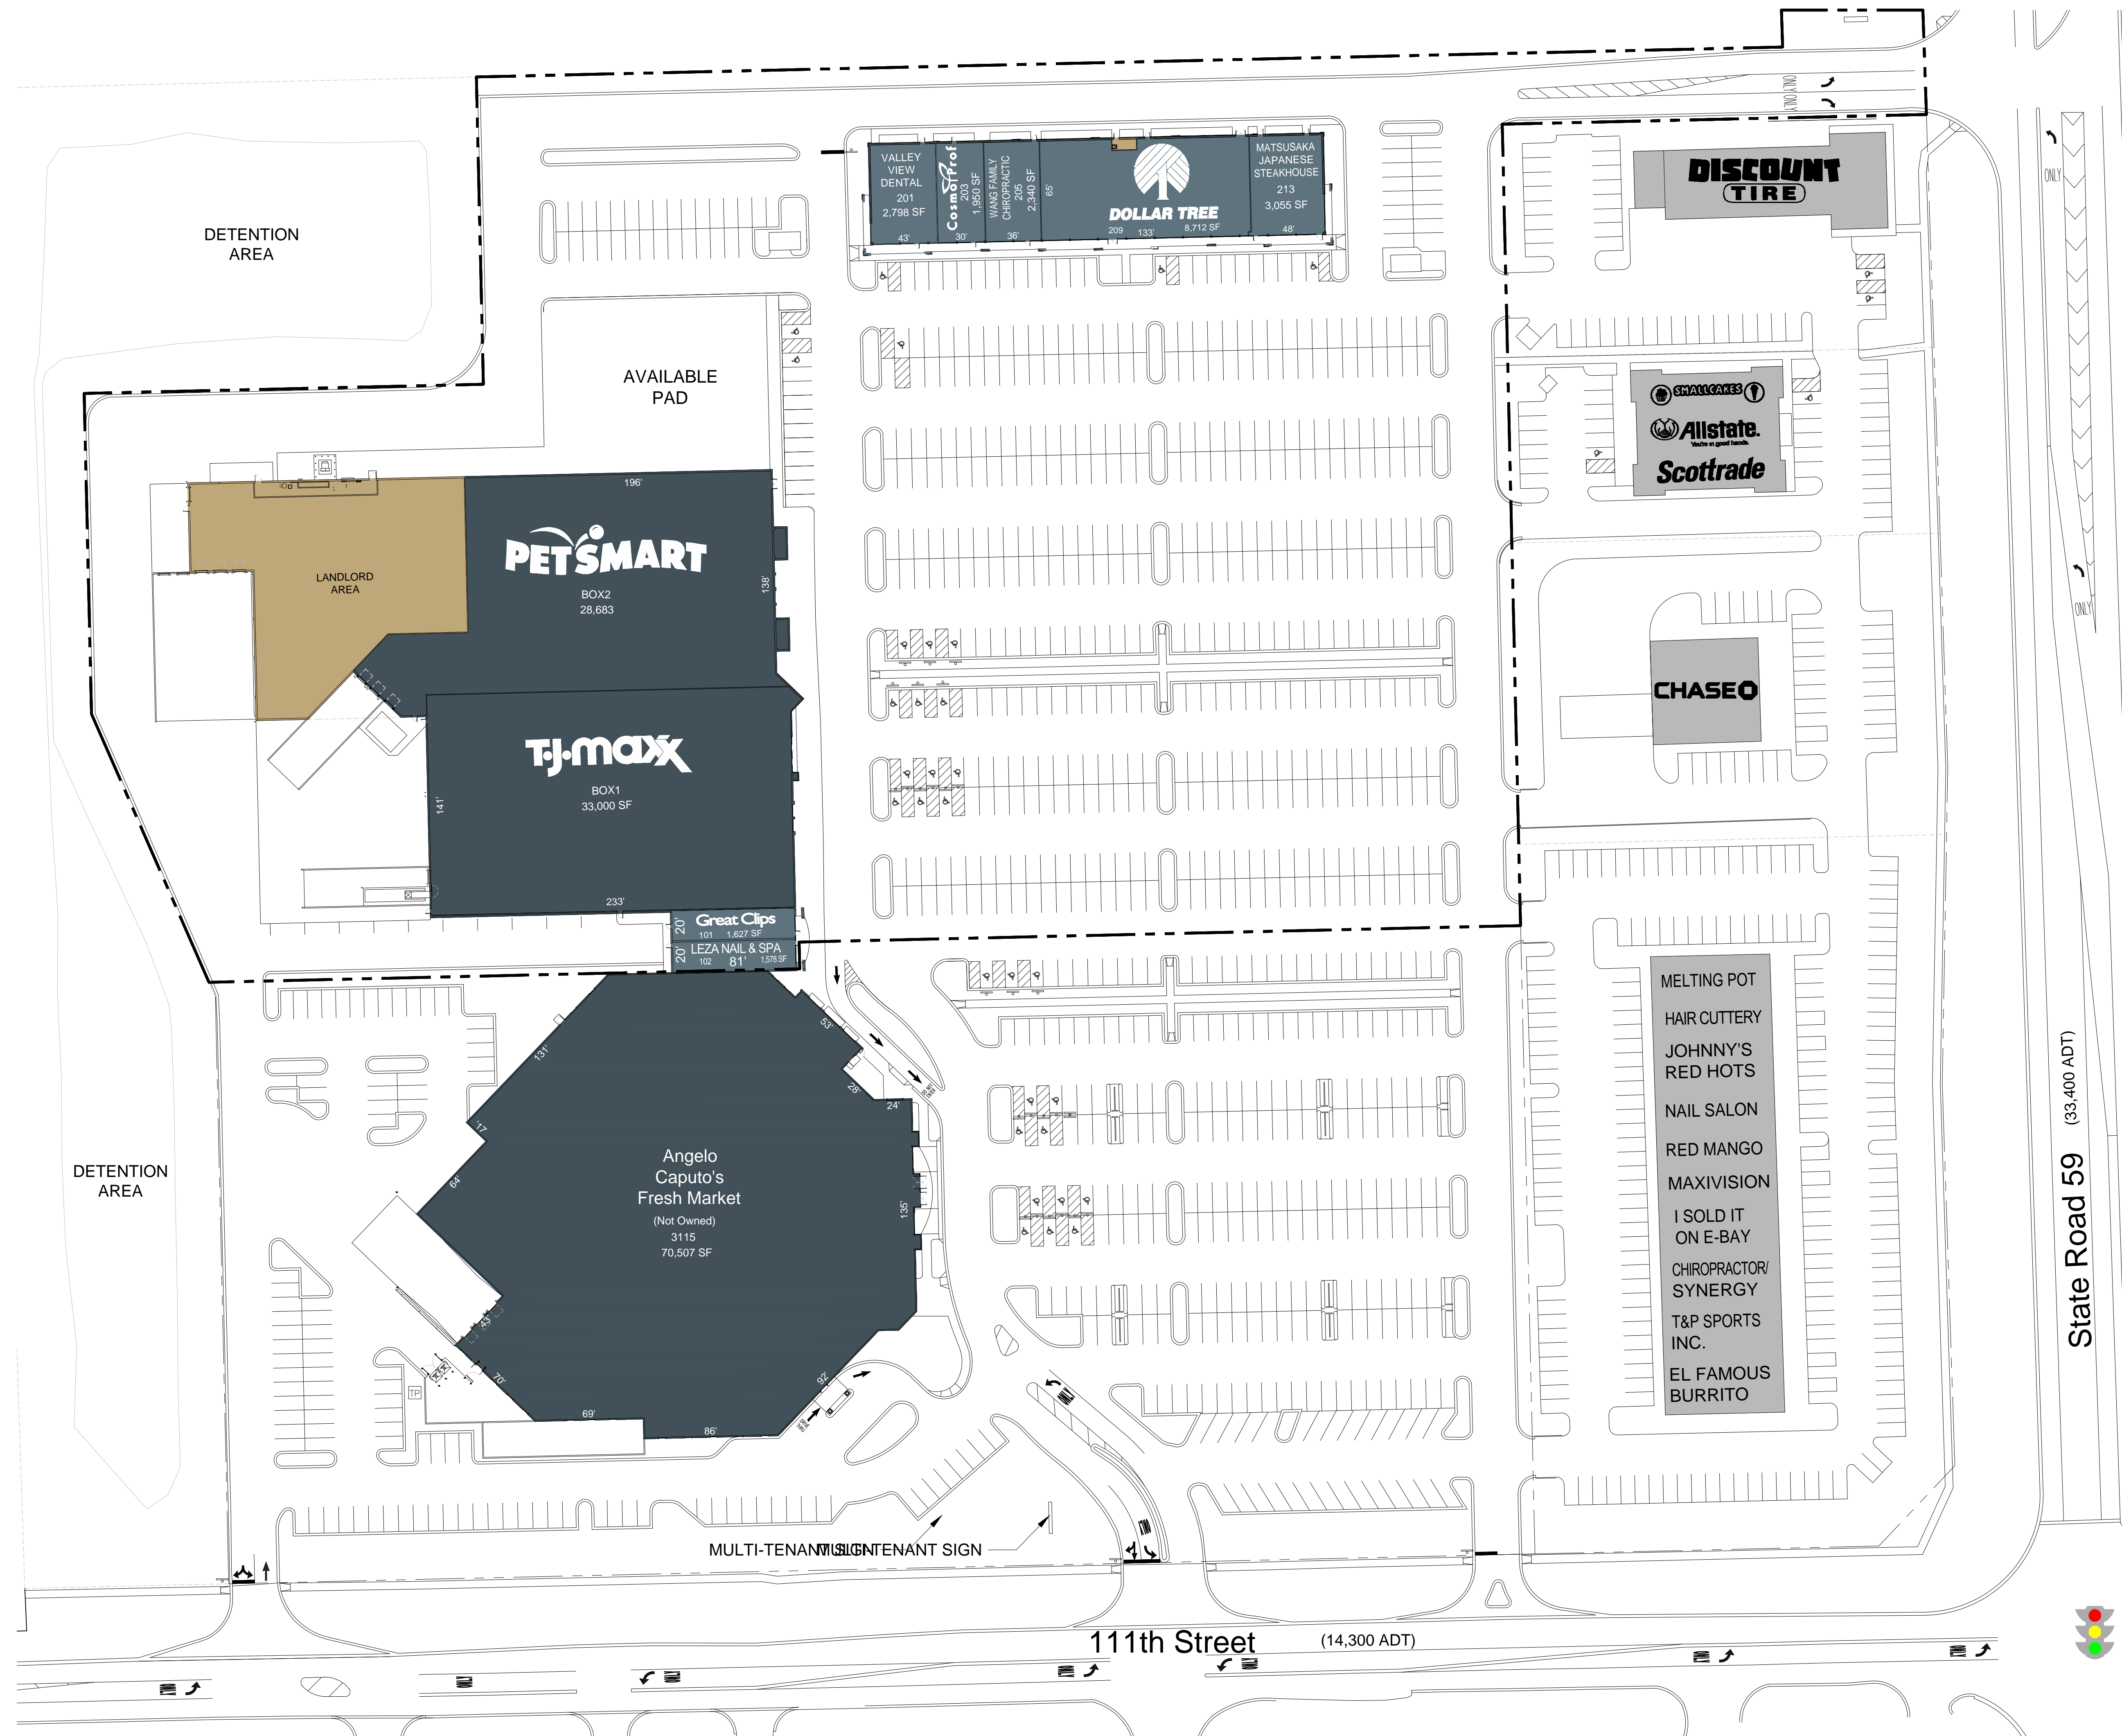 ONLY
ONLY
DISCOUNT
TIRE
ONLY
VALLEY
VIEW
DENTAL
201
2,798 SF
43'
CosmoProf
203
1,950 SF
30'
WANG FAMILY
CHIROPRACTIC
205
2,340 SF
36'
65'
DOLLAR TREE
209
133'
8,712 SF
MATSUSAKA
JAPANESE
STEAKHOUSE
213
3,055 SF
48'
DETENTION
AREA
AVAILABLE
PAD
SMALLCAKES
Allstate.
You're in good hands.
Scottrade
196'
PETSMART
BOX2
28,683
138'
LANDLORD
AREA
ONLY
CHASE
T·J·maxx
BOX1
33,000 SF
141'
233'
20'
Great Clips
101 1,627 SF
20'
LEZA NAIL & SPA
102 81' 1,578 SF
MELTING POT
HAIR CUTTERY
JOHNNY'S
RED HOTS
NAIL SALON
RED MANGO
MAXIVISION
I SOLD IT
ON E-BAY
CHIROPRACTOR/
SYNERGY
T&P SPORTS
INC.
EL FAMOUS
BURRITO
53'
131'
28'
24'
17'
64'
135'
Angelo
Caputo's
Fresh Market
(Not Owned)
3115
70,507 SF
43'
70'
69'
86'
92'
TP
DETENTION
AREA
State Road 59 (33,400 ADT)
ONLY
MULTI-TENANT SIGN
MULTI-TENANT SIGN
111th Street (14,300 ADT)